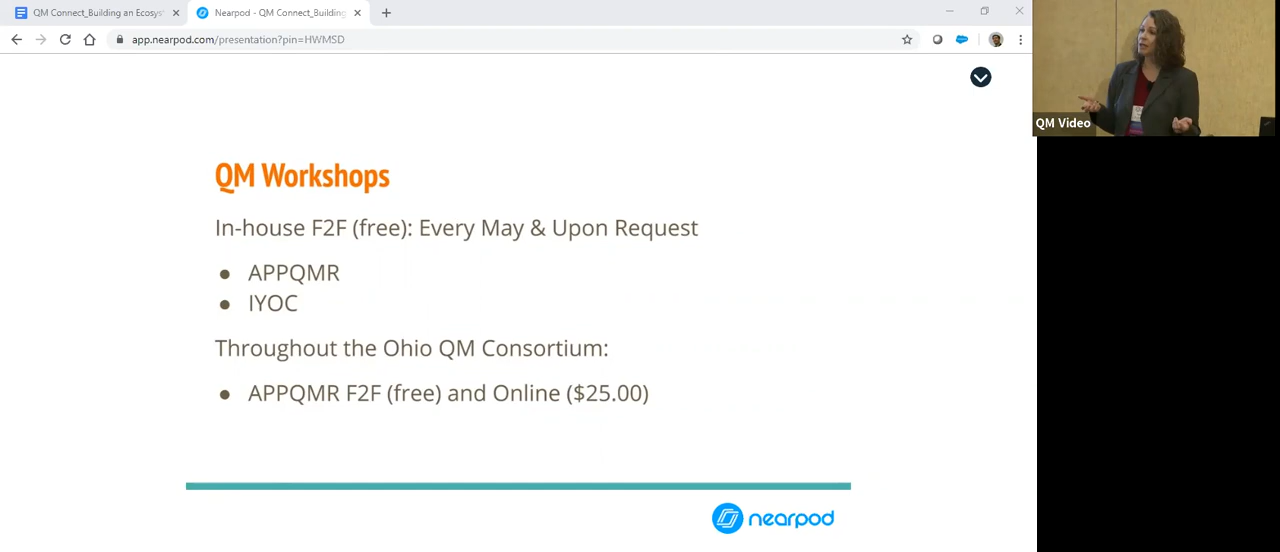 QM Connect_Building an Ecosys
Nearpod - QM Connect_Building
app.nearpod.com/presentation?pin=HWMSD
QM Video
QM Workshops
In-house F2F (free): Every May & Upon Request
● APPQMR
● IYOC
Throughout the Ohio QM Consortium:
● APPQMR F2F (free) and Online ($25.00)
nearpod